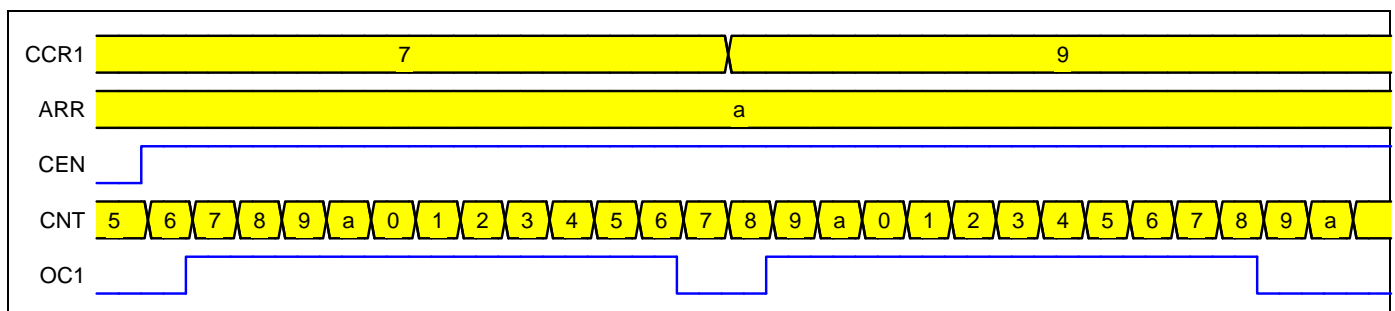 CCR1 7 9
ARR a
CEN
CNT 5 6 7 8 9 a 0 1 2 3 4 5 6 7 8 9 a 0 1 2 3 4 5 6 7 8 9 a
OC1